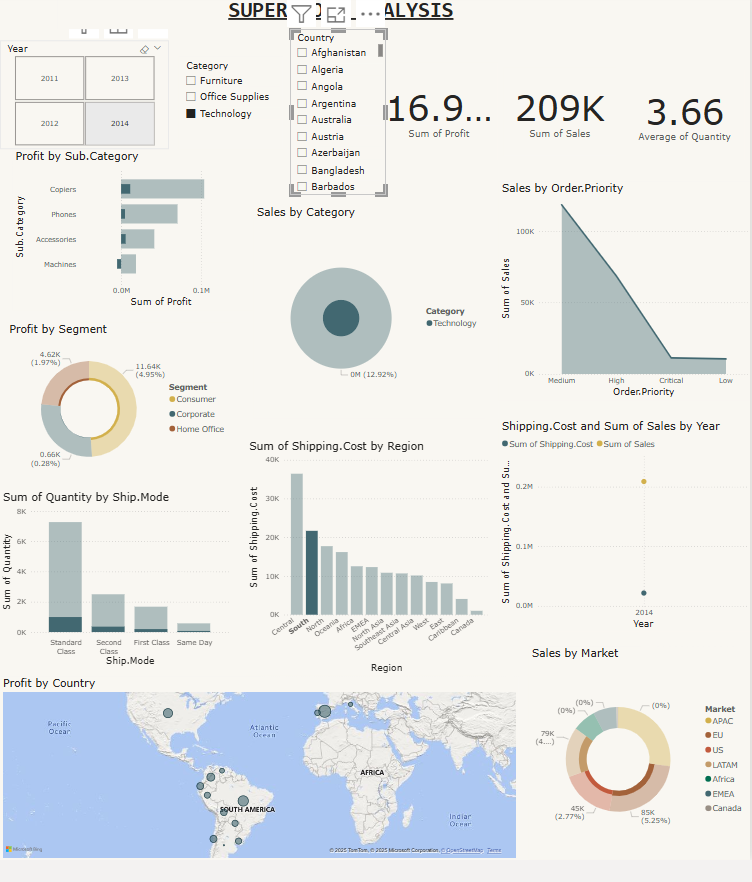 SUPER
ALYSIS
Year
2011
2013
2012
2014
Category
Furniture
Office Supplies
Technology
Country
Afghanistan
Algeria
Angola
Argentina
Australia
Austria
Azerbaijan
Bangladesh
Barbados
16.9...
Sum of Profit
209K
Sum of Sales
3.66
Average of Quantity
Profit by Sub.Category
Sub.Category
Copiers
Phones
Accessories
Machines
0.0M
0.1M
Sum of Profit
Sales by Category
0M (12.92%)
Category
Technology
Sales by Order.Priority
Sum of Sales
100K
50K
0K
Medium
High
Critical
Low
Order.Priority
Profit by Segment
4.62K
(1.97%)
11.64K
(4.95%)
0.66K
(0.28%)
Segment
Consumer
Corporate
Home Office
Sum of Shipping.Cost by Region
Sum of Shipping.Cost
40K
30K
20K
10K
0K
Central
South
North
Oceania
Africa
EMEA
North Asia
Southeast Asia
Central Asia
West
East
Caribbean
Canada
Region
Shipping.Cost and Sum of Sales by Year
Sum of Shipping.Cost
Sum of Sales
Sum of Shipping.Cost and Su...
0.2M
0.1M
0.0M
2014
Year
Sum of Quantity by Ship.Mode
Sum of Quantity
8K
6K
4K
2K
0K
Standard
Class
Second
Class
First Class
Same Day
Ship.Mode
Profit by Country
Pacific
Ocean
Atlantic
Ocean
AFRICA
SOUTH AMERICA
Indian
Ocean
Microsoft Bing
© 2025 TomTom, © 2025 Microsoft Corporation, © OpenStreetMap Terms
Sales by Market
(0%)
(0%)
(0%)
79K
(4....)
45K
(2.77%)
85K
(5.25%)
Market
APAC
EU
US
LATAM
Africa
EMEA
Canada